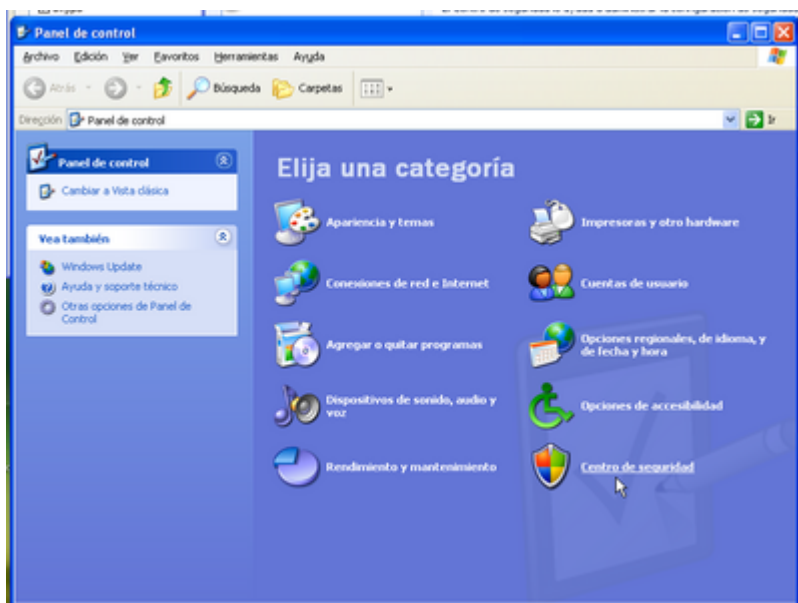 Panel de control
Archivo Edición Ver Favoritos Herramientas Ayuda
Atrás Búsqueda Carpetas
Dirección Panel de control Ir
Panel de control
Cambiar a Vista clásica
Vea también
Windows Update
Ayuda y soporte técnico
Otras opciones de Panel de
Control
Elija una categoría
Apariencia y temas
Impresoras y otro hardware
Conexiones de red e Internet
Cuentas de usuario
Agregar o quitar programas
Opciones regionales, de idioma, y
de fecha y hora
Dispositivos de sonido, audio y
voz
Opciones de accesibilidad
Rendimiento y mantenimiento
Centro de seguridad